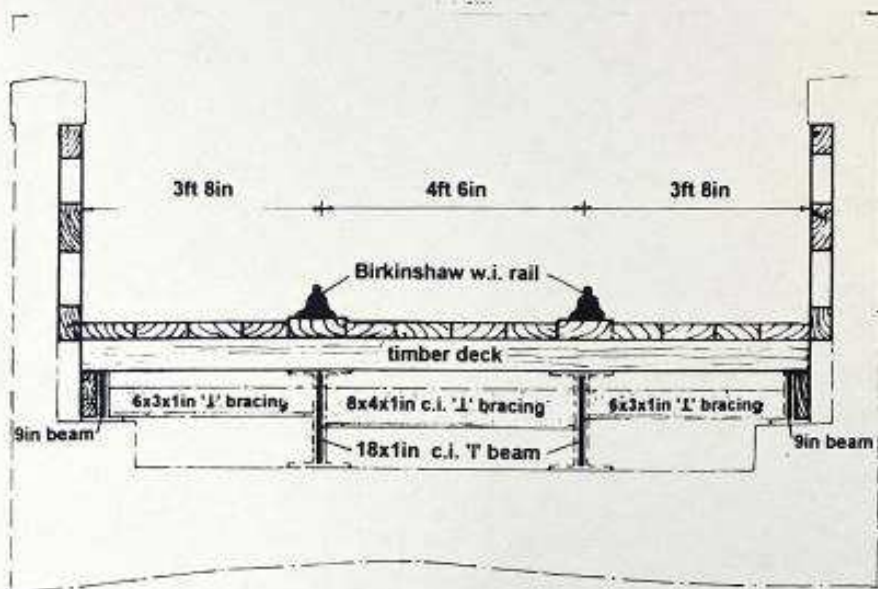 3ft 8in
4ft 6in
3ft 8in
Birkinshaw w.i. rail
timber deck
6x3x1in '⊥' bracing
8x4x1in c.i. '⊥' bracing
6x3x1in '⊥' bracing
9in beam
18x1in c.i. 'I' beam
9in beam